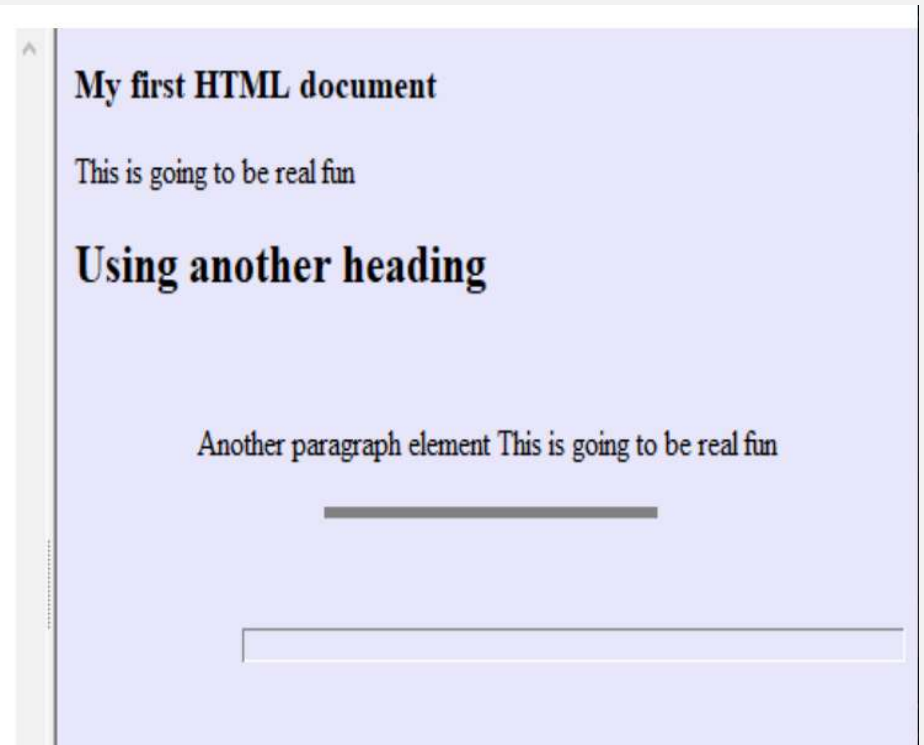 My first HTML document
This is going to be real fun
Using another heading
Another paragraph element This is going to be real fun